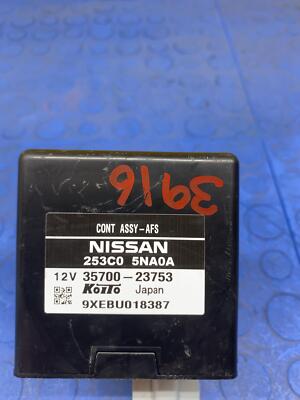 3916
CONT ASSY-AFS
NISSAN
253C0 5NA0A
12V 35700-23753
KOITO Japan
9XEBU018387